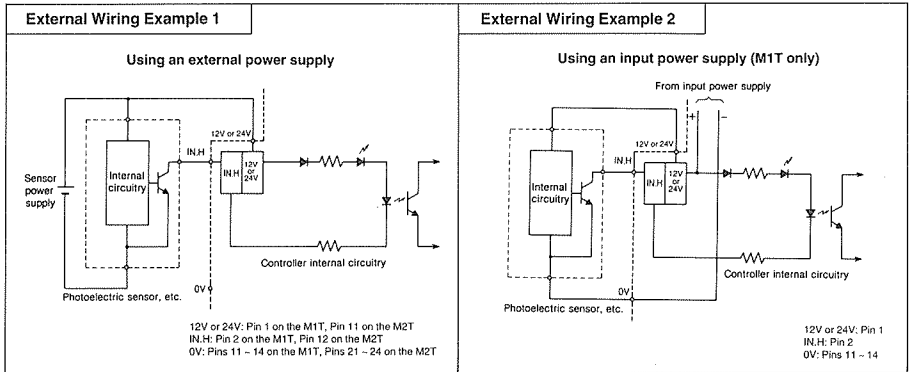 External Wiring Example 1
Using an external power supply
12V or 24V
IN.H
IN.H
12V
or
24V
Internal
circuitry
Sensor
power
supply
Controller internal circuitry
0V
Photoelectric sensor, etc.
12V or 24V: Pin 1 on the M1T, Pin 11 on the M2T
IN.H: Pin 2 on the M1T, Pin 12 on the M2T
0V: Pins 11 ~ 14 on the M1T, Pins 21 ~ 24 on the M2T
External Wiring Example 2
Using an input power supply (M1T only)
From input power supply
+
−
12V or 24V
IN.H
IN.H
12V
or
24V
Internal
circuitry
Controller internal circuitry
0V
Photoelectric sensor, etc.
12V or 24V: Pin 1
IN.H: Pin 2
0V: Pins 11 ~ 14